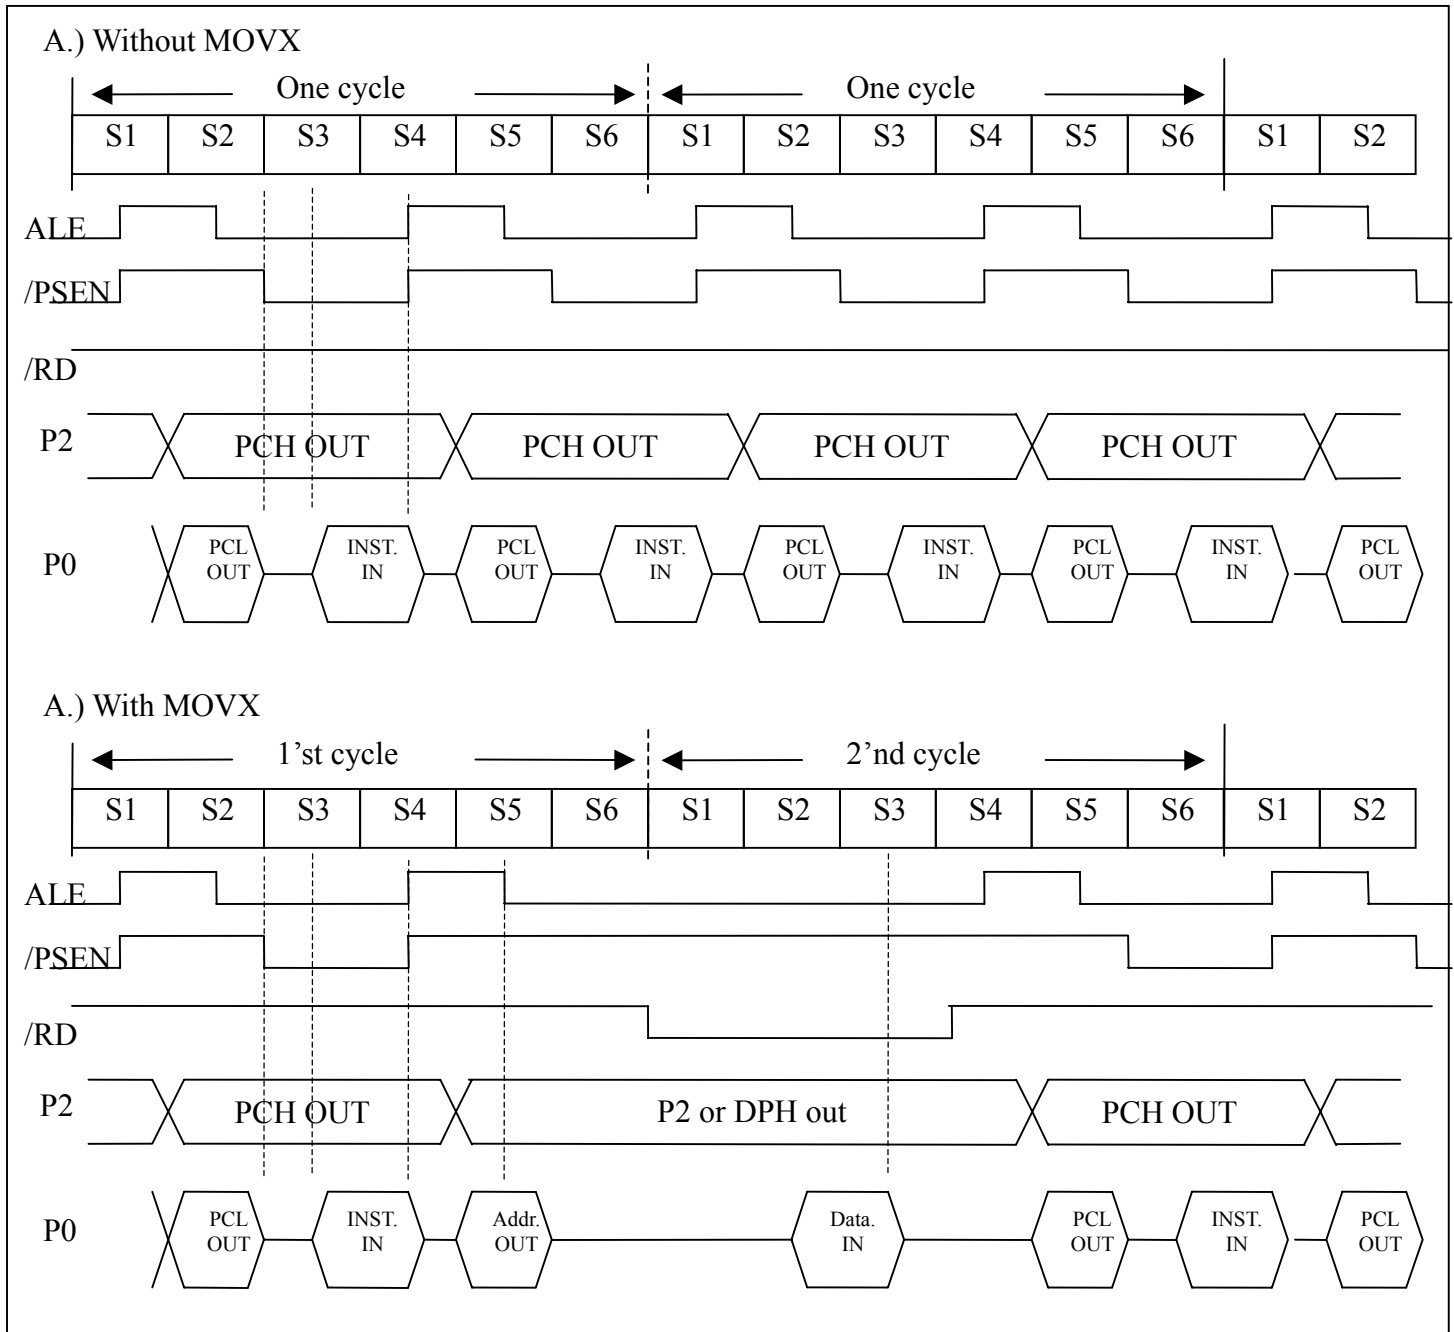 A.) Without MOVX
One cycle One cycle
S1 S2 S3 S4 S5 S6 S1 S2 S3 S4 S5 S6 S1 S2
ALE
/PSEN
/RD
P2 PCH OUT PCH OUT PCH OUT PCH OUT
PCL INST. PCL INST. PCL INST. PCL INST. PCL
P0
OUT IN OUT IN OUT IN OUT IN OUT
A.) With MOVX
1’st cycle 2’nd cycle
S1 S2 S3 S4 S5 S6 S1 S2 S3 S4 S5 S6 S1 S2
ALE
/PSEN
/RD
P2 PCH OUT P2 or DPH out PCH OUT
PCL INST. Addr. Data. PCL INST. PCL
P0
OUT IN OUT IN OUT IN OUT